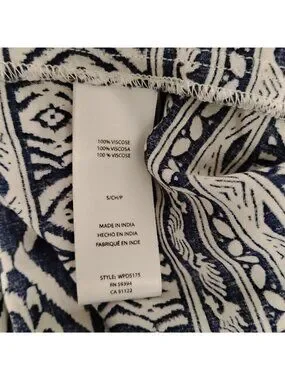 100% VISCOSE
100% VISCOSA
100 % VISCOSE
S/CH/P
MADE IN INDIA
HECHO EN INDIA
FABRIQUÉ EN INDE
STYLE: WPDS175
RN 59394
CA 51122